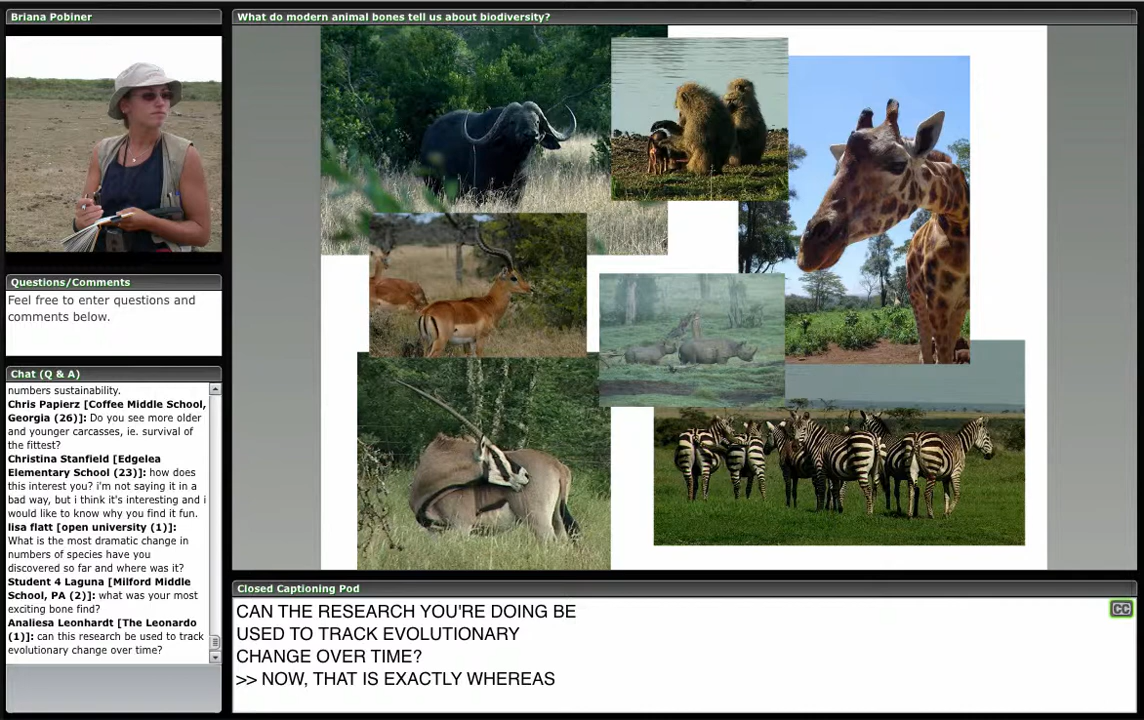 Briana Pobiner
What do modern animal bones tell us about biodiversity?
Questions/Comments
Feel free to enter questions and
comments below.
Chat (Q & A)
numbers sustainability.
Chris Papierz [Coffee Middle School,
Georgia (26)]: Do you see more older
and younger carcasses, ie. survival of
the fittest?
Christina Stanfield [Edgelea
Elementary School (23)]: how does
this interest you? i'm not saying it in a
bad way, but i think it's interesting and i
would like to know why you find it fun.
lisa flatt [open university (1)]:
What is the most dramatic change in
numbers of species have you
discovered so far and where was it?
Student 4 Laguna [Milford Middle
School, PA (2)]: what was your most
exciting bone find?
Analiesa Leonhardt [The Leonardo
(1)]: can this research be used to track
evolutionary change over time?
Closed Captioning Pod
CC
CAN THE RESEARCH YOU'RE DOING BE
USED TO TRACK EVOLUTIONARY
CHANGE OVER TIME?
>> NOW, THAT IS EXACTLY WHEREAS